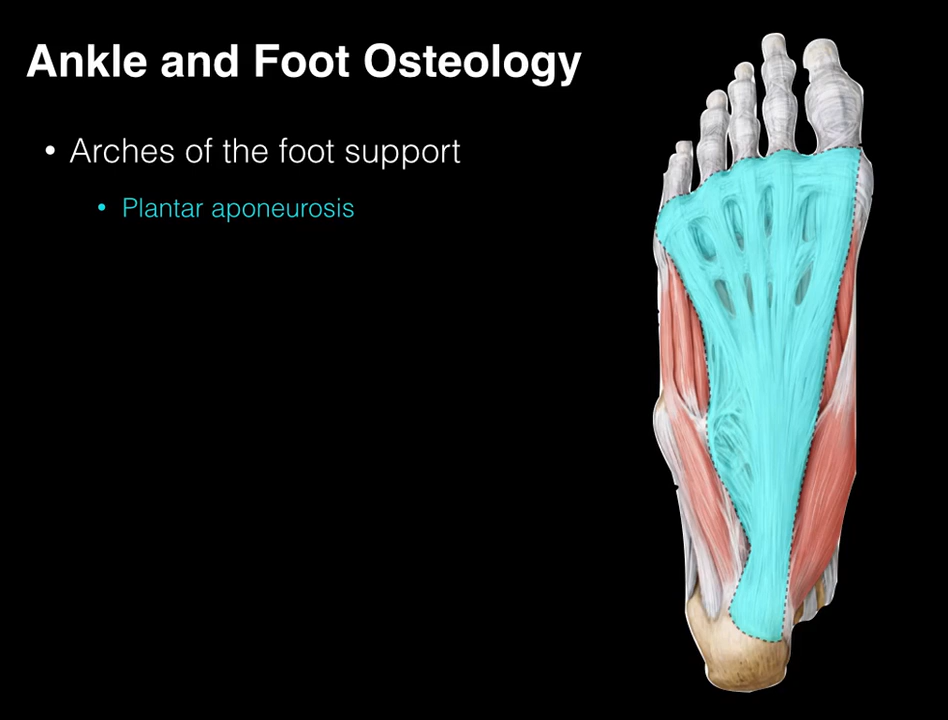 Ankle and Foot Osteology
• Arches of the foot support
• Plantar aponeurosis